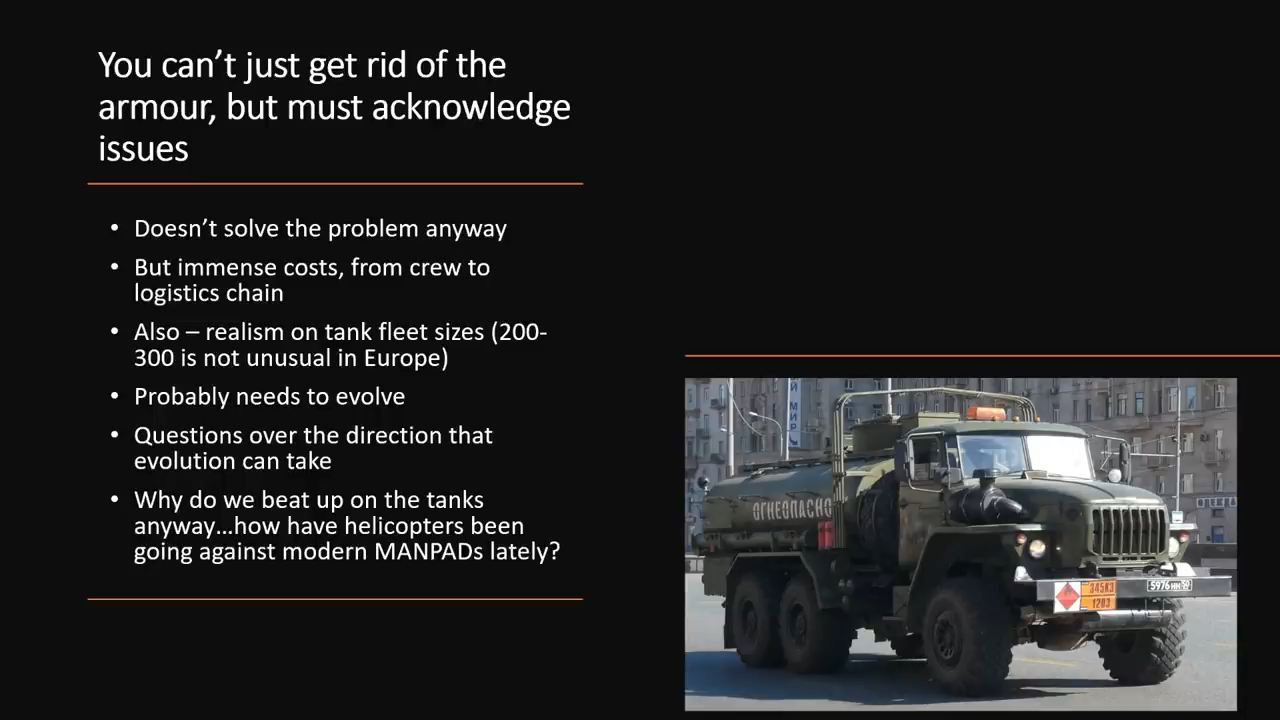 You can’t just get rid of the
armour, but must acknowledge
issues
• Doesn’t solve the problem anyway
• But immense costs, from crew to
logistics chain
• Also – realism on tank fleet sizes (200-
300 is not unusual in Europe)
• Probably needs to evolve
• Questions over the direction that
evolution can take
• Why do we beat up on the tanks
anyway...how have helicopters been
going against modern MANPADs lately?
ОГНЕОПАСНО
1203